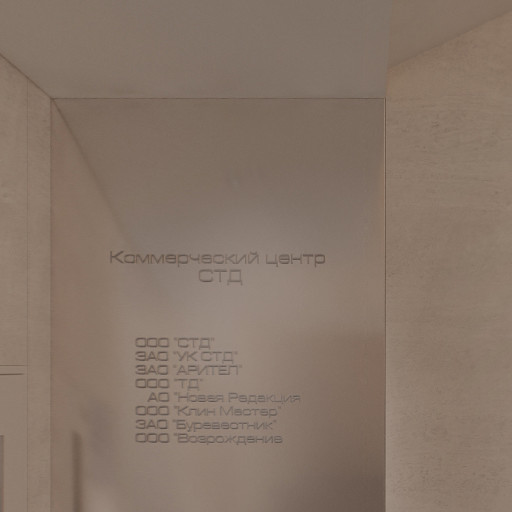 Коммерческий центр
СТД
ООО "СТД"
ЗАО "УК СТД"
ЗАО "АРИТЕЛ"
ООО "ТД"
АО "Новая Редакция
ООО "Клин Мастер"
ЗАО "Буревестник"
ООО "Возрождение